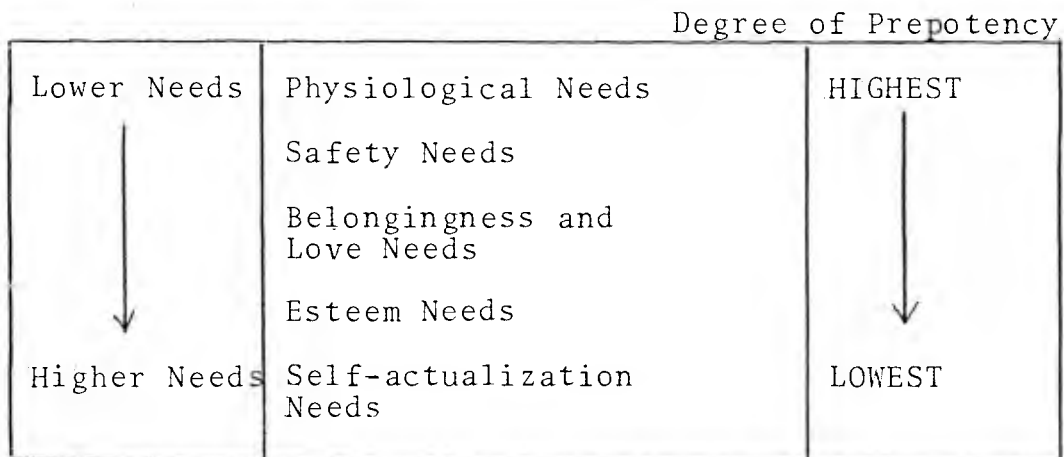 Degree of Prepotency
Lower Needs Physiological Needs HIGHEST
Safety Needs
Belongingness and
Love Needs
Esteem Needs
Higher Needs Self-actualization LOWEST
Needs